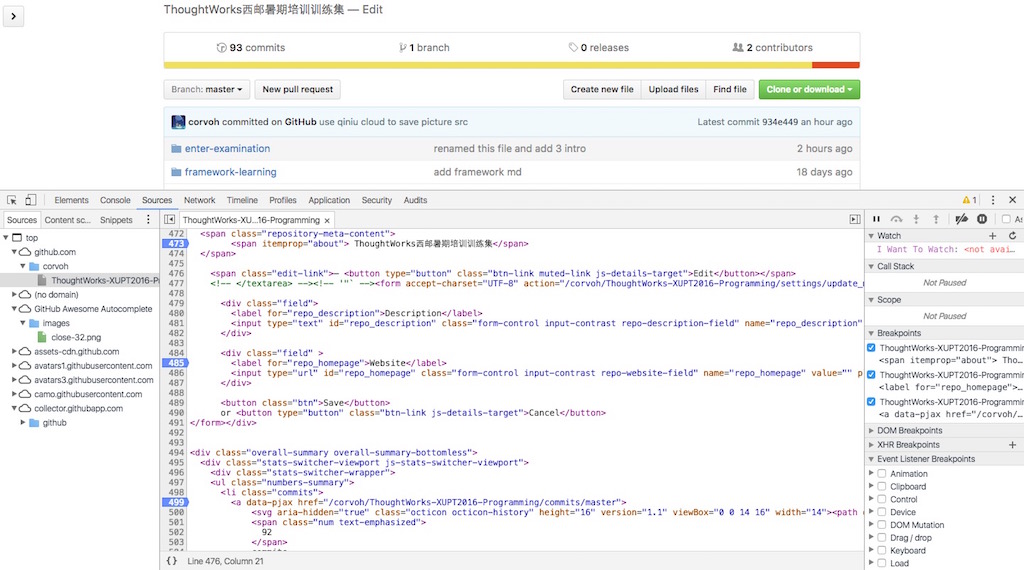 ThoughtWorks西邮暑期培训训练集 — Edit
93 commits
1 branch
0 releases
2 contributors
Branch: master
New pull request
Create new file
Upload files
Find file
Clone or download
corvoh committed on GitHub use qiniu cloud to save picture src
Latest commit 934e449 an hour ago
enter-examination
renamed this file and add 3 intro
2 hours ago
framework-learning
add framework md
18 days ago
Elements Console Sources Network Timeline Profiles Application Security Audits
1
Sources Content sc... Snippets
ThoughtWorks-XU...16-Programming ×
As
top
github.com
corvoh
ThoughtWorks-XUPT2016-P
(no domain)
GitHub Awesome Autocomplete
images
close-32.png
assets-cdn.github.com
avatars1.githubusercontent.com
avatars3.githubusercontent.com
camo.githubusercontent.com
collector.githubapp.com
github
472 <span class="repository-meta-content">
473 <span itemprop="about"> ThoughtWorks西邮暑期培训训练集</span>
474 </span>
475
476 <span class="edit-link">— <button type="button" class="btn-link muted-link js-details-target">Edit</button></span>
477 <!-- </textarea> --><!-- '"` --><form accept-charset="UTF-8" action="/corvoh/ThoughtWorks-XUPT2016-Programming/settings/update_
478
479 <div class="field">
480 <label for="repo_description">Description</label>
481 <input type="text" id="repo_description" class="form-control input-contrast repo-description-field" name="repo_description"
482 </div>
483
484 <div class="field" >
485 <label for="repo_homepage">Website</label>
486 <input type="url" id="repo_homepage" class="form-control input-contrast repo-website-field" name="repo_homepage" value="" p
487 </div>
488
489 <button class="btn">Save</button>
490 or <button type="button" class="btn-link js-details-target">Cancel</button>
491 </form></div>
492
493
494 <div class="overall-summary overall-summary-bottomless">
495 <div class="stats-switcher-viewport js-stats-switcher-viewport">
496 <div class="stats-switcher-wrapper">
497 <ul class="numbers-summary">
498 <li class="commits">
499 <a data-pjax href="/corvoh/ThoughtWorks-XUPT2016-Programming/commits/master">
500 <svg aria-hidden="true" class="octicon octicon-history" height="16" version="1.1" viewBox="0 0 14 16" width="14"><path
501 <span class="num text-emphasized">
502 92
503 </span>
{} Line 476, Column 21
Watch
I Want To Watch: <not avai…
Call Stack
Not Paused
Scope
Not Paused
Breakpoints
ThoughtWorks-XUPT2016-Programmin
<span itemprop="about"> Tho…
ThoughtWorks-XUPT2016-Programmin
<label for="repo_homepage">…
ThoughtWorks-XUPT2016-Programmin
<a data-pjax href="/corvoh/…
DOM Breakpoints
XHR Breakpoints
Event Listener Breakpoints
Animation
Clipboard
Control
Device
DOM Mutation
Drag / drop
Keyboard
Load